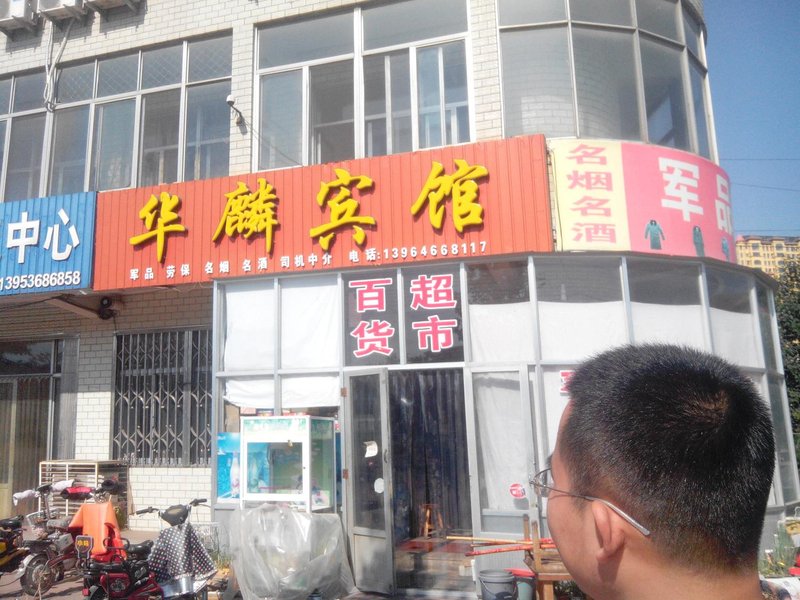 华麟宾馆
军品 劳保 名烟 名酒 司机中介 电话:13964668117
中心
13953686858
名烟名酒
军品
百货
超市